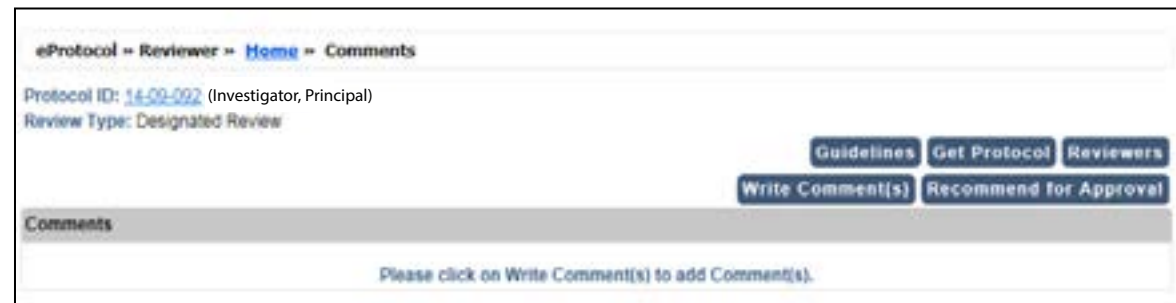 eProtocol » Reviewer » Home » Comments
Protocol ID: 14-09-092 (Investigator, Principal)
Review Type: Designated Review
Guidelines Get Protocol Reviewers
Write Comment(s) Recommend for Approval
Comments
Please click on Write Comment(s) to add Comment(s).